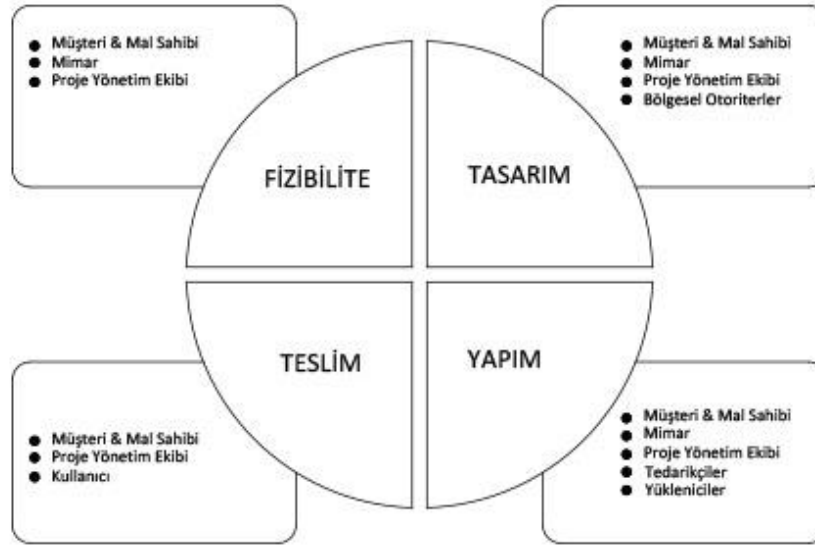 ● Müşteri & Mal Sahibi
● Mimar
● Proje Yönetim Ekibi
● Müşteri & Mal Sahibi
● Mimar
● Proje Yönetim Ekibi
● Bölgesel Otoriterler
FİZİBİLİTE
TASARIM
TESLİM
YAPIM
● Müşteri & Mal Sahibi
● Proje Yönetim Ekibi
● Kullanıcı
● Müşteri & Mal Sahibi
● Mimar
● Proje Yönetim Ekibi
● Tedarikçiler
● Yükleniciler